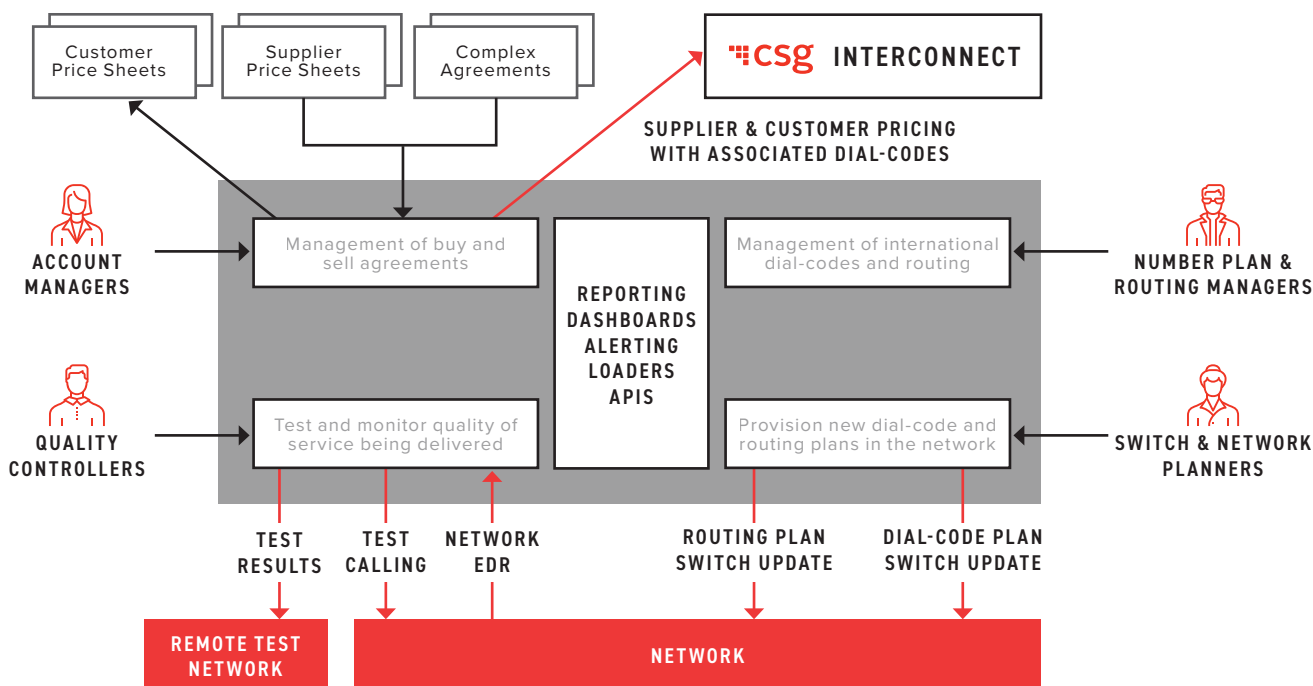 Customer
Price Sheets
Supplier
Price Sheets
Complex
Agreements
csg INTERCONNECT
SUPPLIER & CUSTOMER PRICING
WITH ASSOCIATED DIAL-CODES
ACCOUNT
MANAGERS
Management of buy and
sell agreements
REPORTING
DASHBOARDS
ALERTING
LOADERS
APIS
Management of international
dial-codes and routing
NUMBER PLAN &
ROUTING MANAGERS
QUALITY
CONTROLLERS
Test and monitor quality of
service being delivered
Provision new dial-code and
routing plans in the network
SWITCH & NETWORK
PLANNERS
TEST
RESULTS
TEST
CALLING
NETWORK
EDR
ROUTING PLAN
SWITCH UPDATE
DIAL-CODE PLAN
SWITCH UPDATE
REMOTE TEST
NETWORK
NETWORK